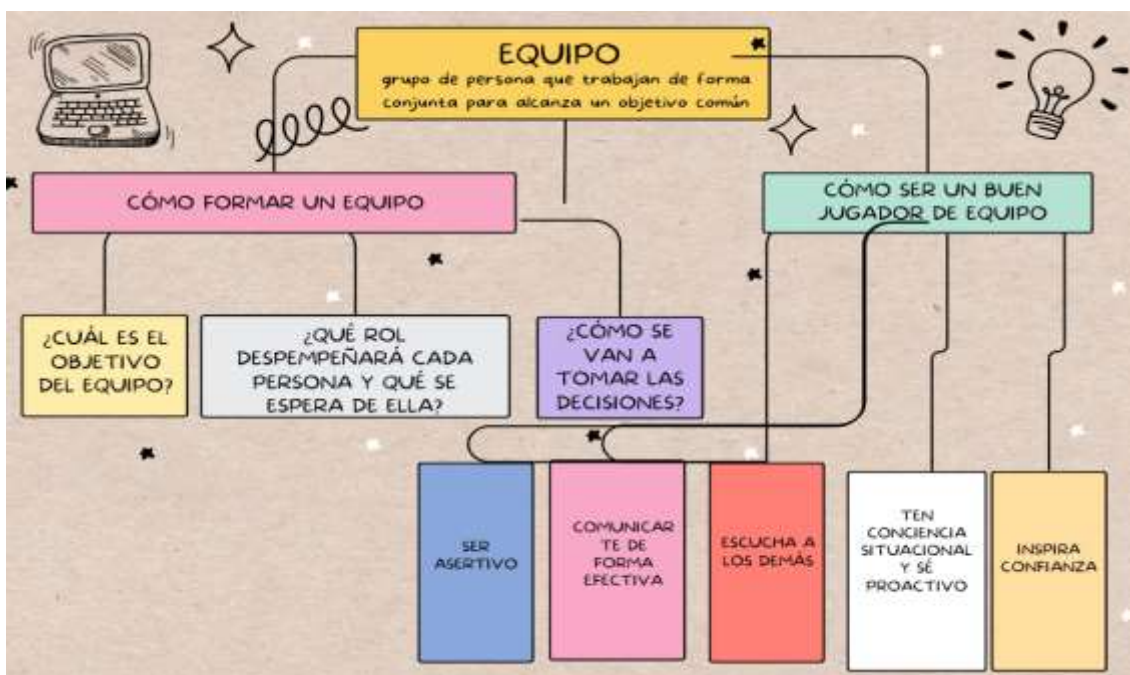 EQUIPO
grupo de persona que trabajan de forma
conjunta para alcanza un objetivo común
CÓMO FORMAR UN EQUIPO
CÓMO SER UN BUEN
JUGADOR DE EQUIPO
¿CUÁL ES EL
OBJETIVO
DEL EQUIPO?
¿QUÉ ROL
DESPEMPEÑARÁ CADA
PERSONA Y QUÉ SE
ESPERA DE ELLA?
¿CÓMO SE
VAN A
TOMAR LAS
DECISIONES?
SER
ASERTIVO
COMUNICAR
TE DE
FORMA
EFECTIVA
ESCUCHA A
LOS DEMÁS
TEN
CONCIENCIA
SITUACIONAL
Y SÉ
PROACTIVO
INSPIRA
CONFIANZA